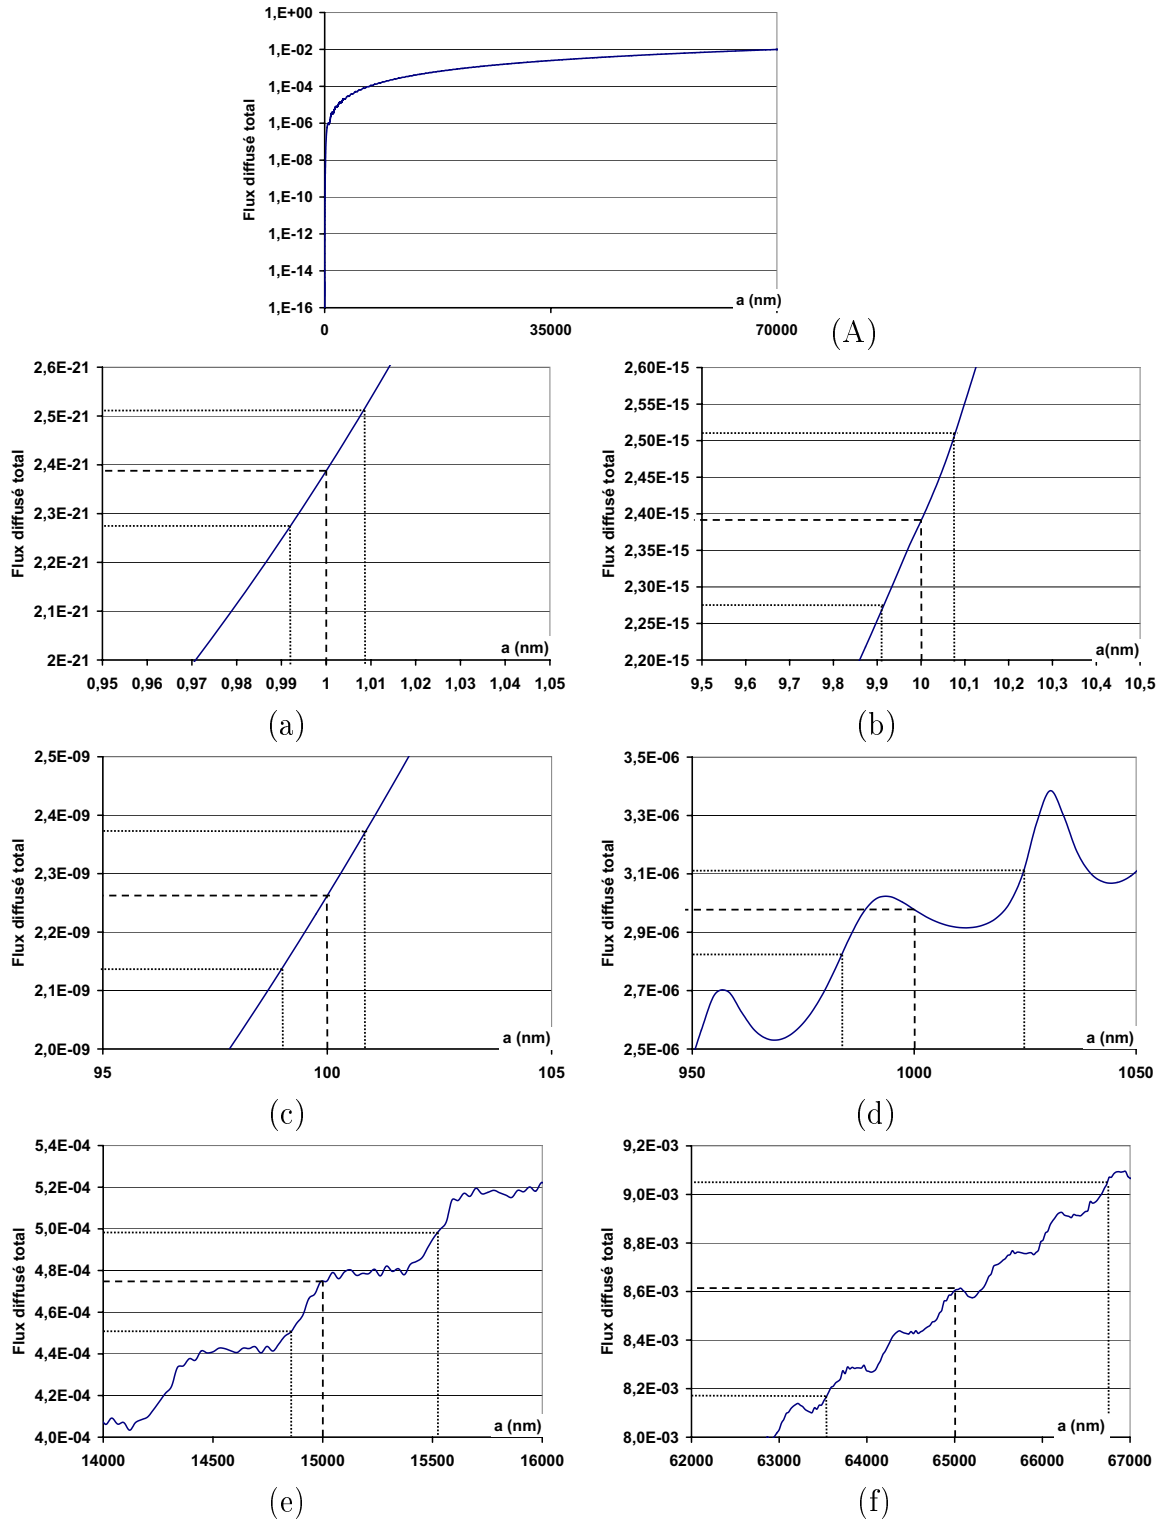 1,E+00
1,E-02
1,E-04
1,E-06
1,E-08
1,E-10
1,E-12
1,E-14
1,E-16
Flux diffusé total
a (nm)
0 35000 70000
(A)
2,6E-21
2,5E-21
2,4E-21
2,3E-21
2,2E-21
2,1E-21
2E-21
Flux diffusé total
a (nm)
0,95 0,96 0,97 0,98 0,99 1 1,01 1,02 1,03 1,04 1,05
(a)
2,60E-15
2,55E-15
2,50E-15
2,45E-15
2,40E-15
2,35E-15
2,30E-15
2,25E-15
2,20E-15
Flux diffusé total
a(nm)
9,5 9,6 9,7 9,8 9,9 10 10,1 10,2 10,3 10,4 10,5
(b)
2,5E-09
2,4E-09
2,3E-09
2,2E-09
2,1E-09
2,0E-09
Flux diffusé total
a (nm)
95 100 105
(c)
3,5E-06
3,3E-06
3,1E-06
2,9E-06
2,7E-06
2,5E-06
Flux diffusé total
a (nm)
950 1000 1050
(d)
5,4E-04
5,2E-04
5,0E-04
4,8E-04
4,6E-04
4,4E-04
4,2E-04
4,0E-04
Flux diffusé total
a (nm)
14000 14500 15000 15500 16000
(e)
9,2E-03
9,0E-03
8,8E-03
8,6E-03
8,4E-03
8,2E-03
8,0E-03
Flux diffusé total
a (nm)
62000 63000 64000 65000 66000 67000
(f)